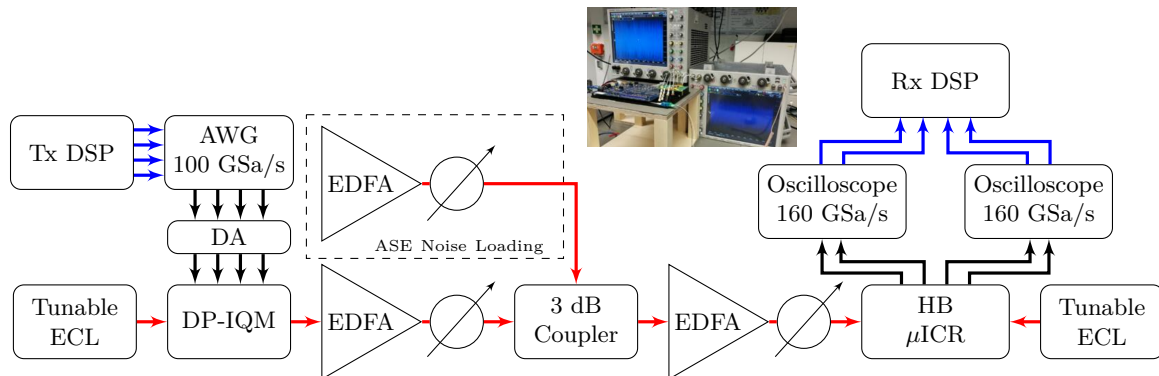 Rx DSP
Tx DSP
AWG
100 GSa/s
EDFA
ASE Noise Loading
Oscilloscope
160 GSa/s
Oscilloscope
160 GSa/s
DA
Tunable
ECL
DP-IQM
EDFA
3 dB
Coupler
EDFA
HB
μICR
Tunable
ECL